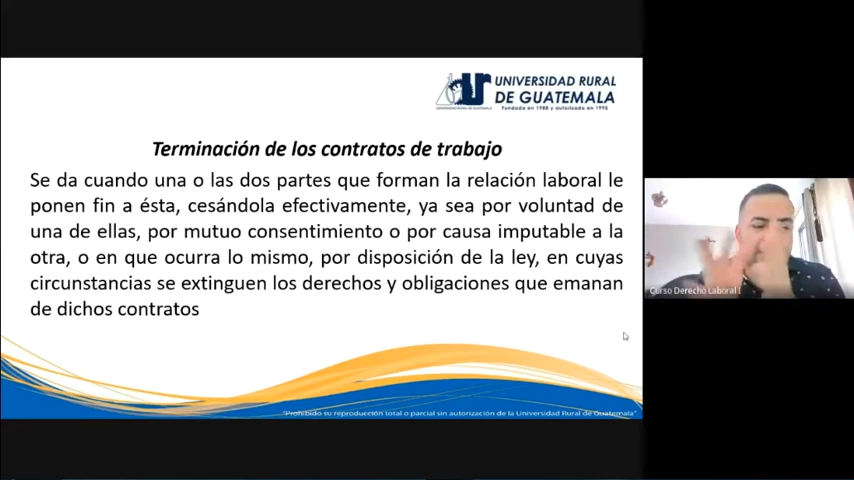 UNIVERSIDAD RURAL
DE GUATEMALA
Fundada en 1988 y autorizada en 1995
Terminación de los contratos de trabajo
Se da cuando una o las dos partes que forman la relación laboral le
ponen fin a ésta, cesándola efectivamente, ya sea por voluntad de
una de ellas, por mutuo consentimiento o por causa imputable a la
otra, o en que ocurra lo mismo, por disposición de la ley, en cuyas
circunstancias se extinguen los derechos y obligaciones que emanan
de dichos contratos
Curso Derecho Laboral I
"Prohibido su reproducción total o parcial sin autorización de la Universidad Rural de Guatemala"